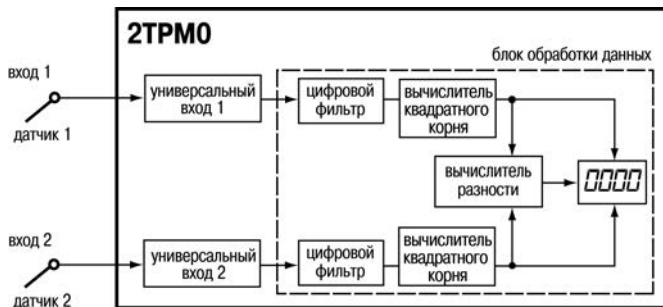 2ТРМ0
блок обработки данных
вход 1
датчик 1
универсальный
вход 1
цифровой
фильтр
вычислитель
квадратного
корня
вычислитель
разности
0000
вход 2
датчик 2
универсальный
вход 2
цифровой
фильтр
вычислитель
квадратного
корня